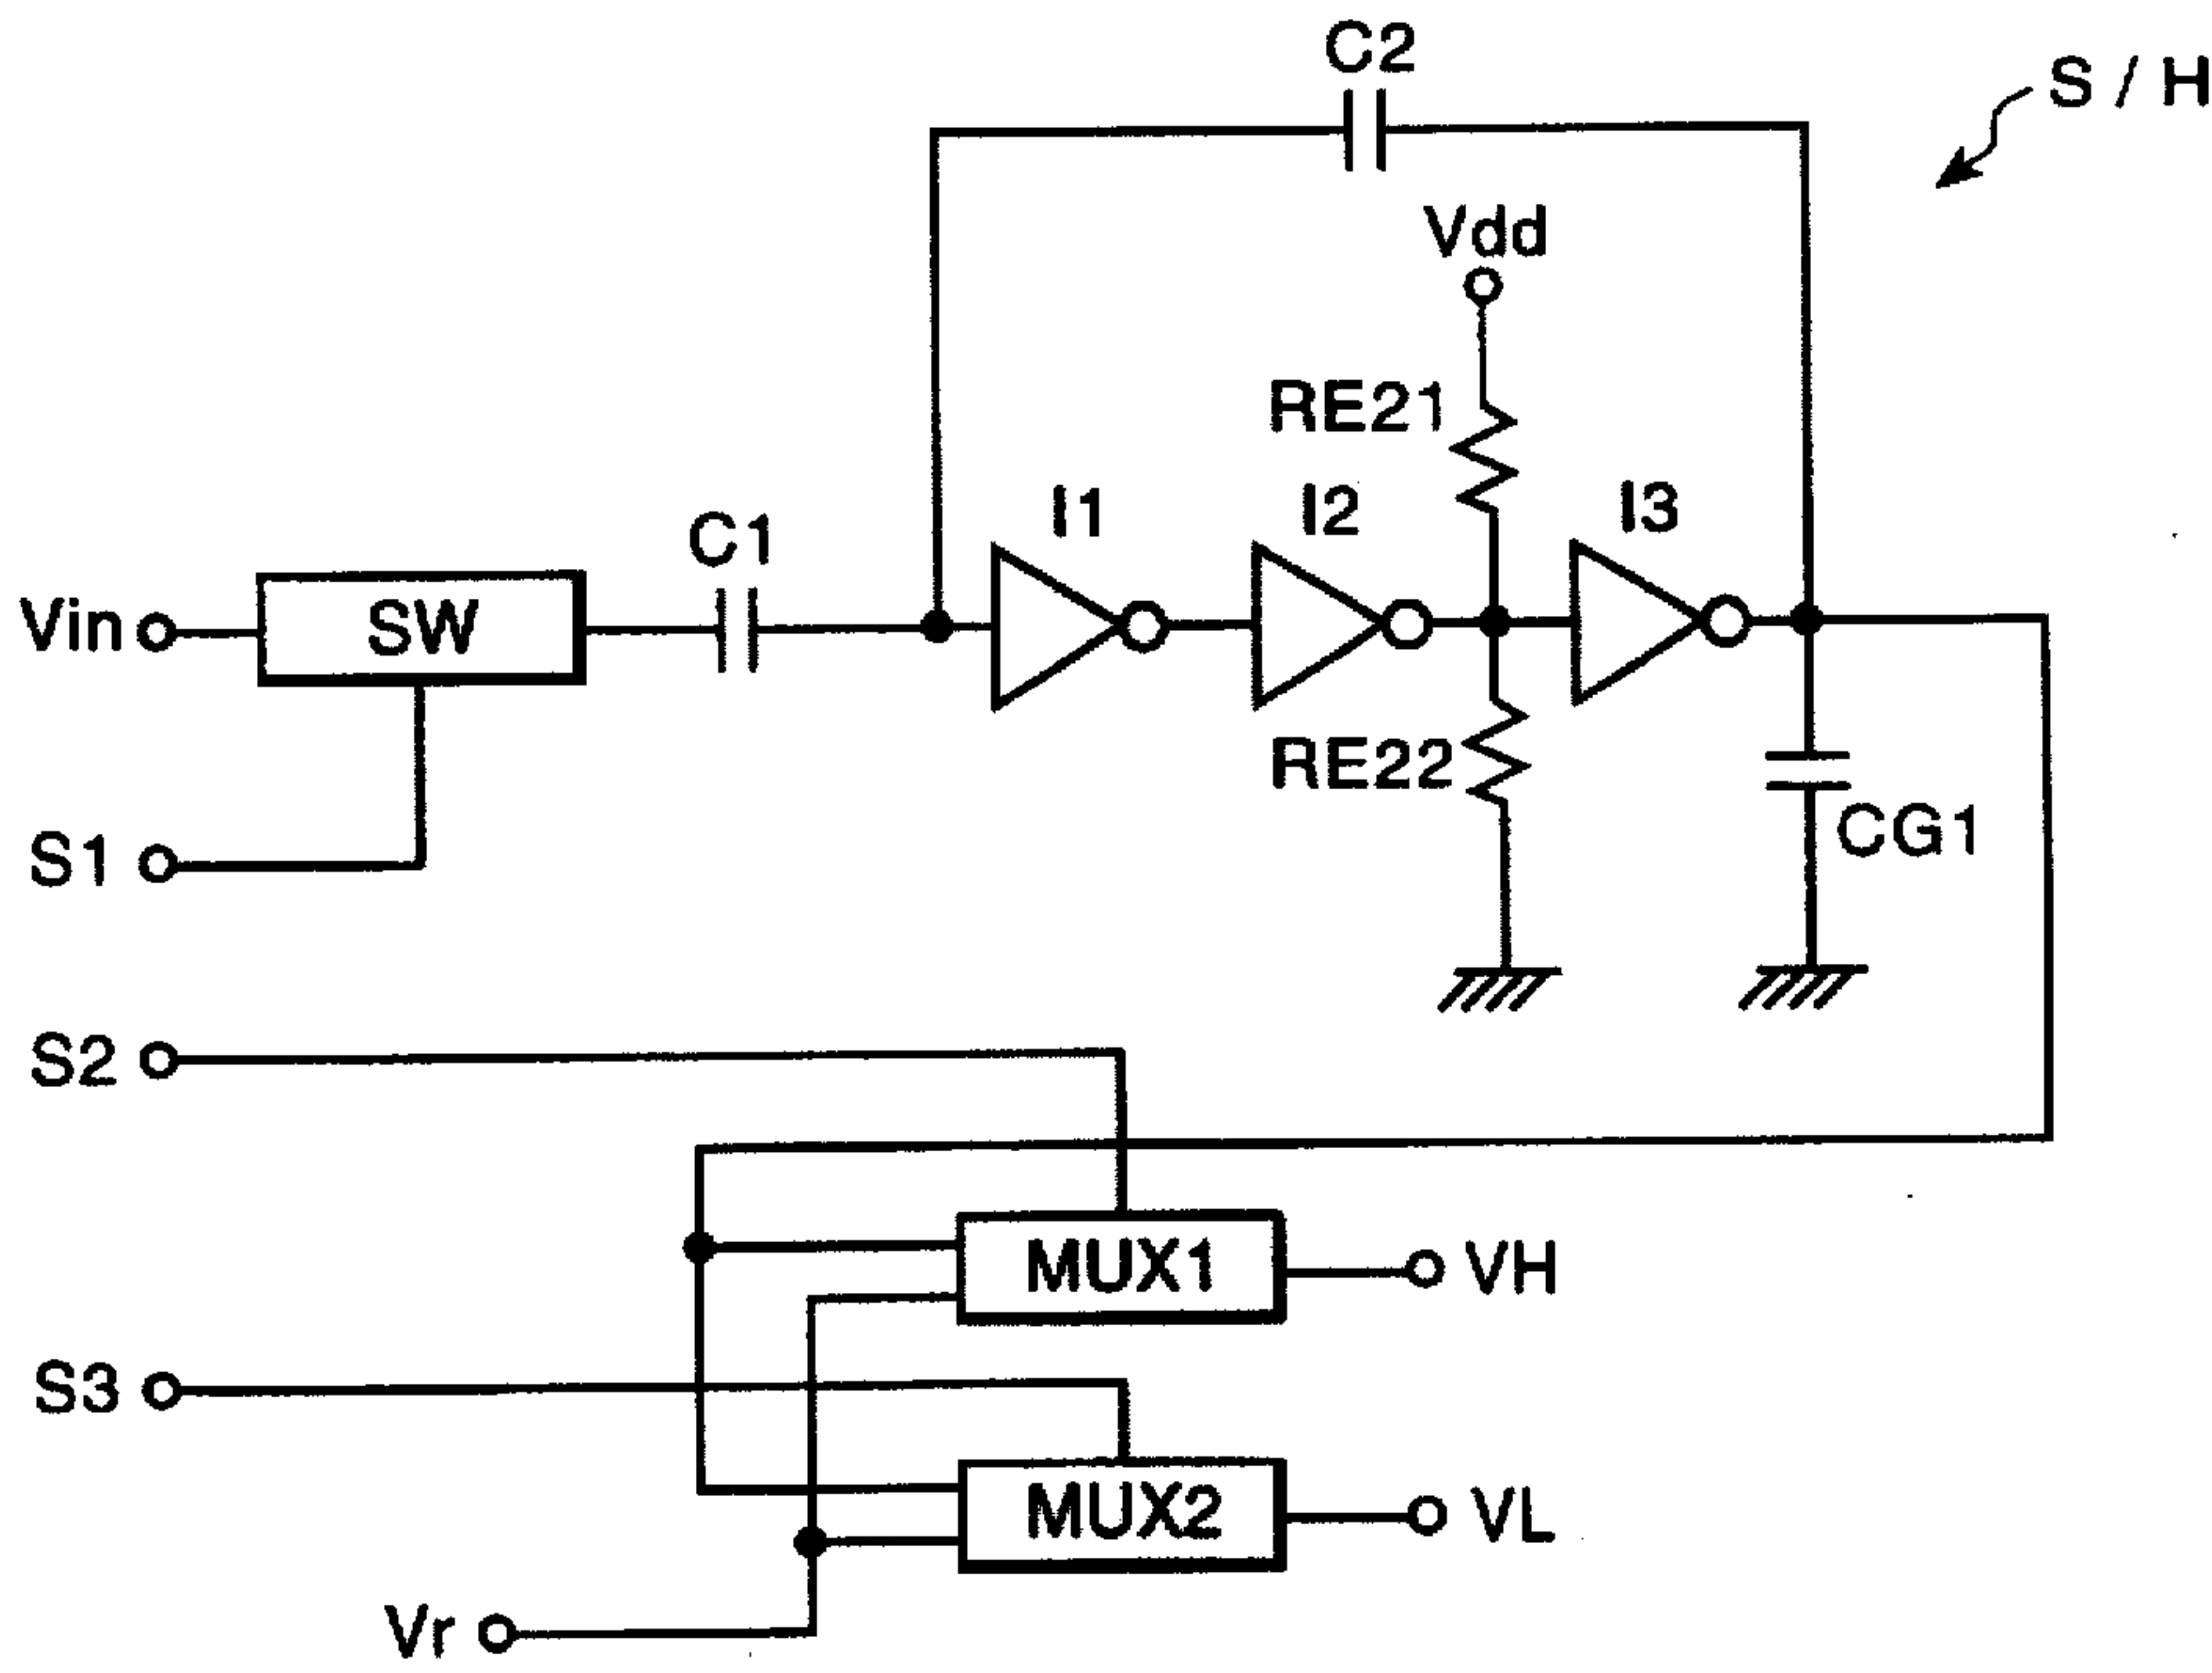 C2
S / H
Vdd
RE21
I1
I2
I3
C1
Vin
SW
RE22
CG1
S1
S2
MUX1
VH
S3
MUX2
VL
Vr